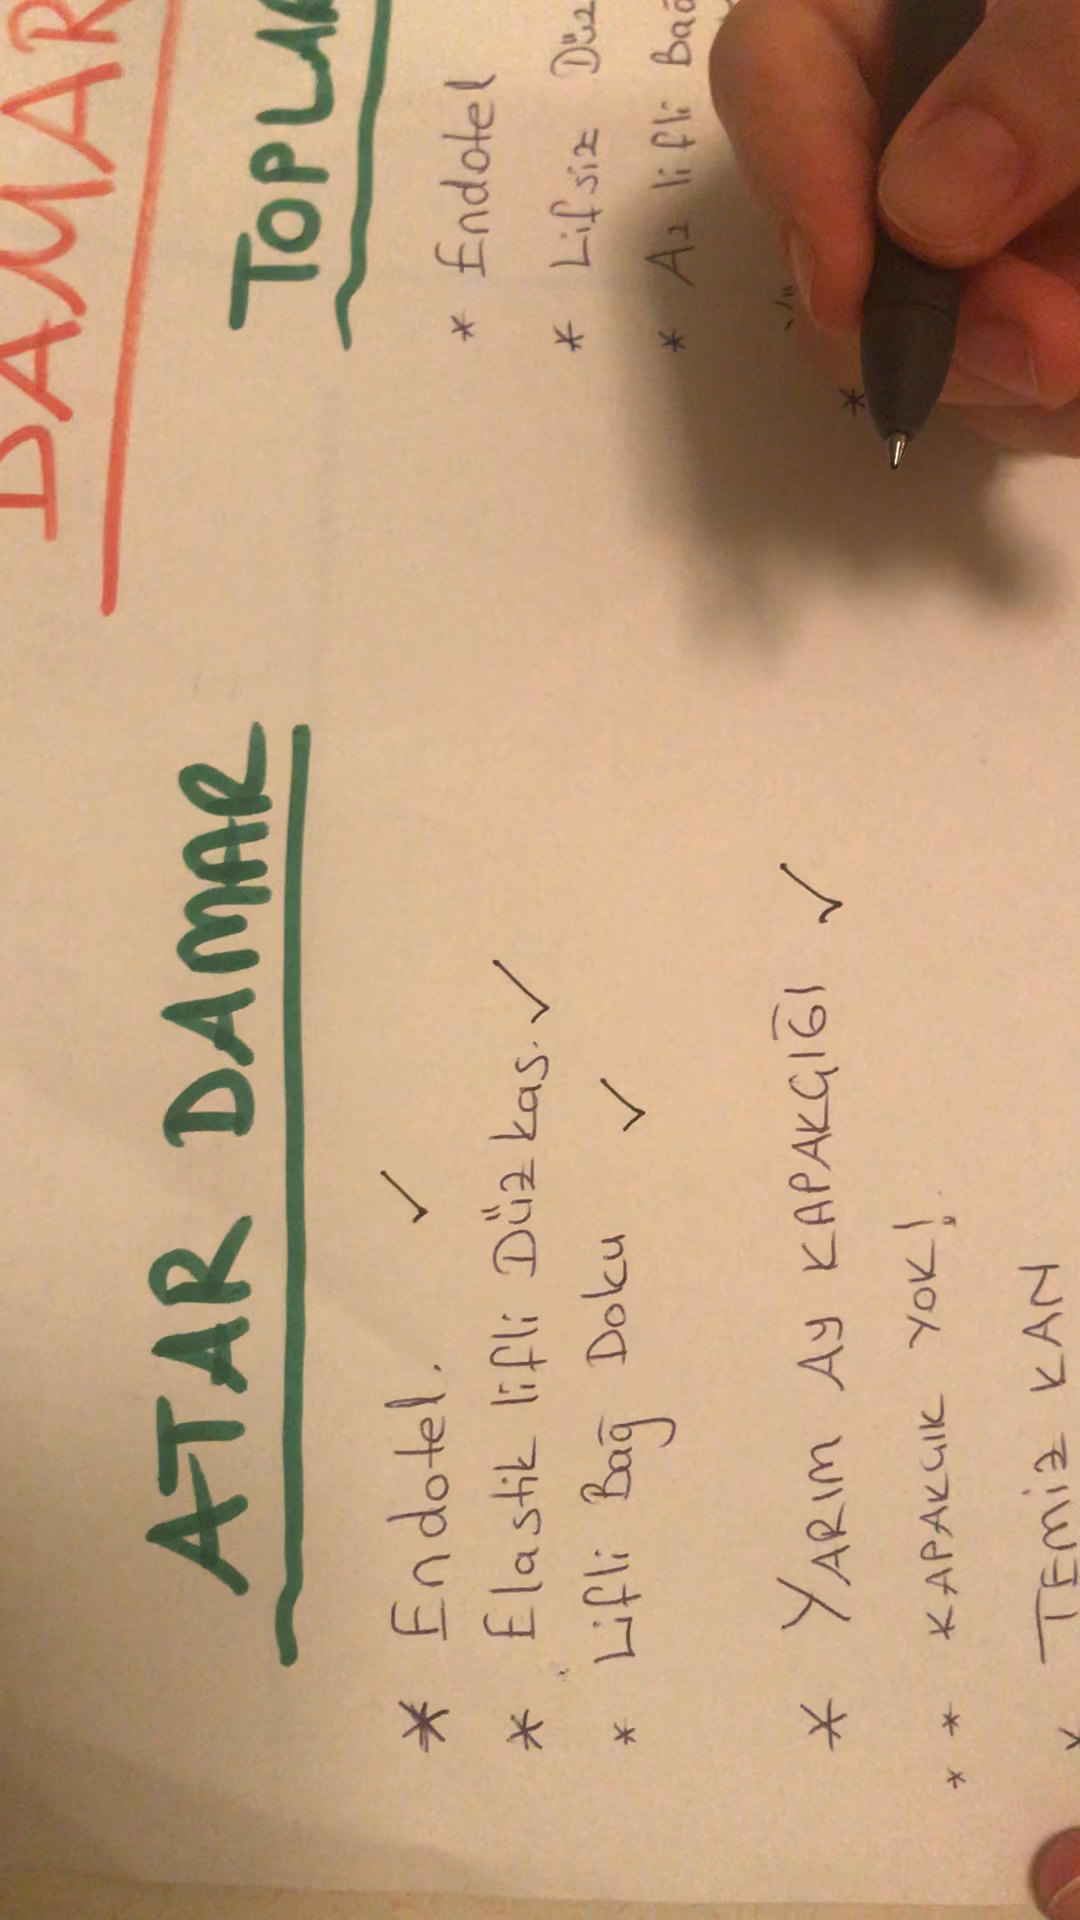 DAMAR
ATAR DAMAR
* Endotel. ✓
* Elastik lifli Düz kas. ✓
* Lifli Bağ Doku ✓
* YARIM AY KAPAKÇIĞI ✓
* * KAPAKÇIK YOK!
TEMİZ KAN
TOPLAR
* Endotel
* Lifsiz Düz
* Az lifli Bağ
*